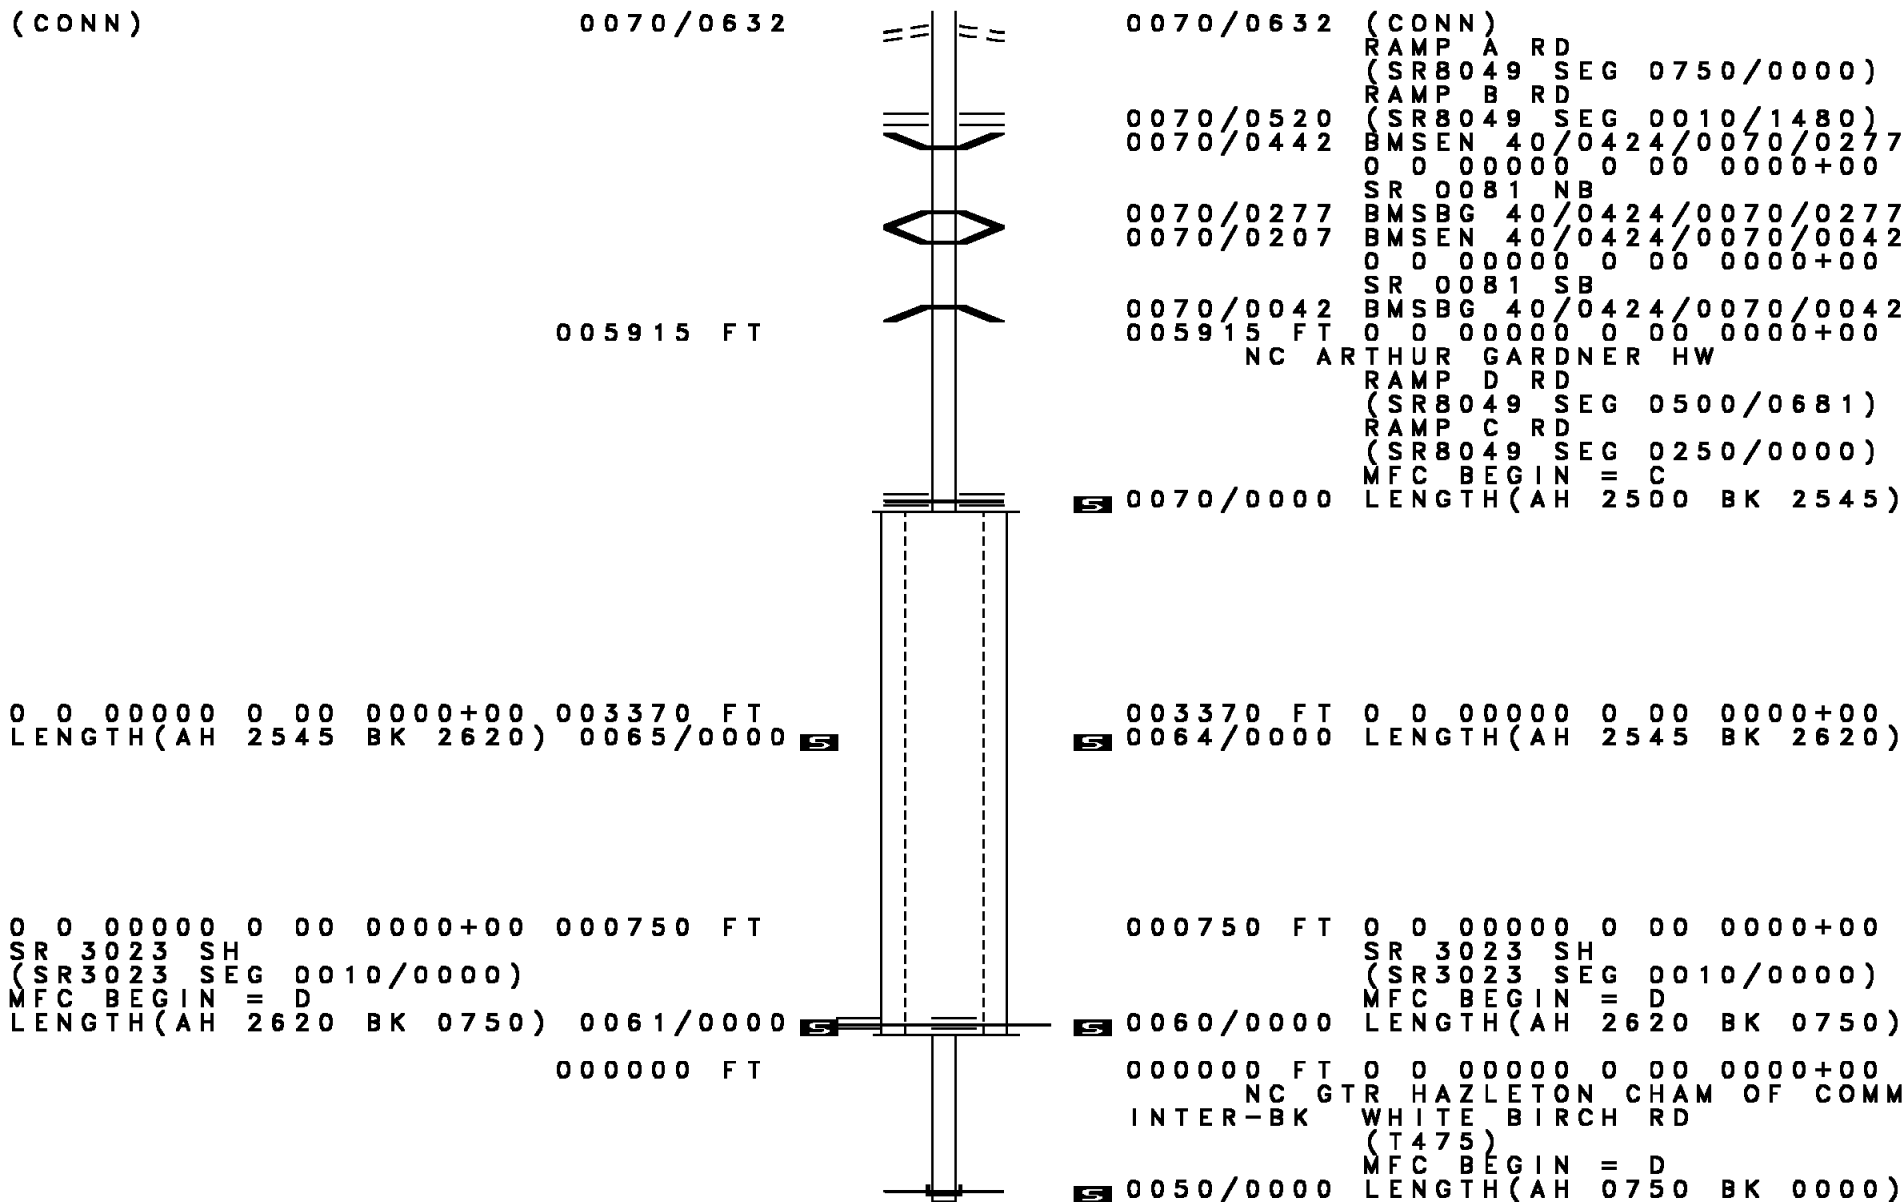 (CONN) 0070/0632 0070/0632 (CONN)
RAMP A RD
(SR8049 SEG 0750/0000)
RAMP B RD
0070/0520 (SR8049 SEG 0010/1480)
0070/0442 BMSEN 40/0424/0070/0277
0 0 00000 0 00 0000+00
SR 0081 NB
0070/0277 BMSBG 40/0424/0070/0277
0070/0207 BMSEN 40/0424/0070/0042
0 0 00000 0 00 0000+00
SR 0081 SB
0070/0042 BMSBG 40/0424/0070/0042
005915 FT 005915 FT 0 0 00000 0 00 0000+00
NC ARTHUR GARDNER HW
RAMP D RD
(SR8049 SEG 0500/0681)
RAMP C RD
(SR8049 SEG 0250/0000)
MFC BEGIN = C
S 0070/0000 LENGTH(AH 2500 BK 2545)
0 0 00000 0 00 0000+00 003370 FT 003370 FT 0 0 00000 0 00 0000+00
LENGTH(AH 2545 BK 2620) 0065/0000 S S 0064/0000 LENGTH(AH 2545 BK 2620)
0 0 00000 0 00 0000+00 000750 FT 000750 FT 0 0 00000 0 00 0000+00
SR 3023 SH SR 3023 SH
(SR3023 SEG 0010/0000) (SR3023 SEG 0010/0000)
MFC BEGIN = D MFC BEGIN = D
LENGTH(AH 2620 BK 0750) 0061/0000 S S 0060/0000 LENGTH(AH 2620 BK 0750)
000000 FT 000000 FT 0 0 00000 0 00 0000+00
NC GTR HAZLETON CHAM OF COMM
INTER-BK WHITE BIRCH RD
(T475)
MFC BEGIN = D
S 0050/0000 LENGTH(AH 0750 BK 0000)